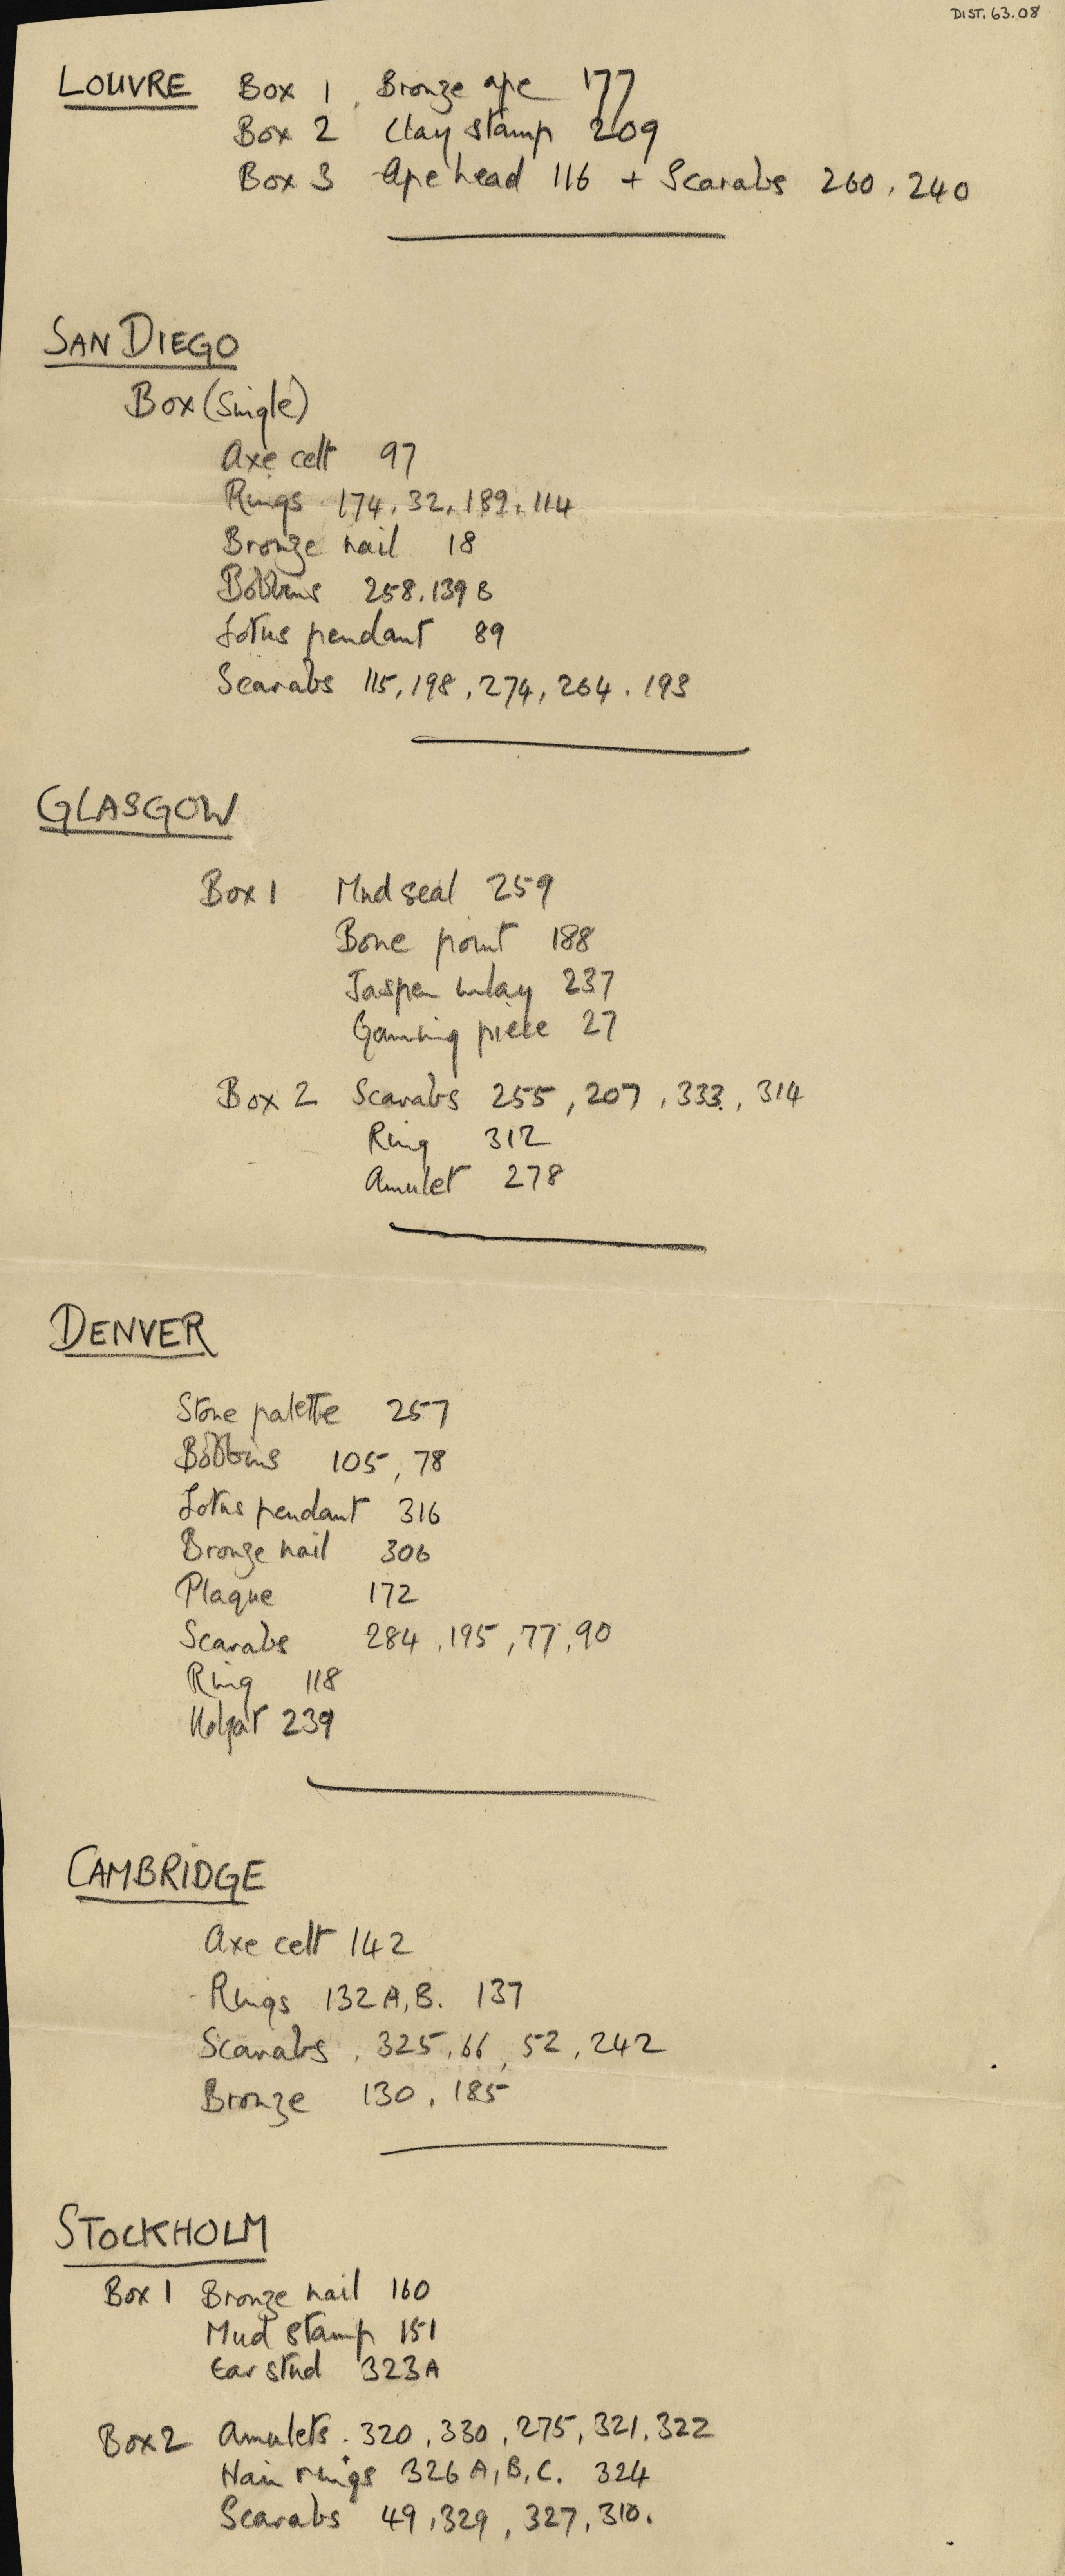 DIST. 63.08
LOUVRE Box 1. Bronze ape 177
Box 2 Clay stamp 209
Box 3 Ape head 116 + Scarabs 260, 240
SAN DIEGO
Box (Single)
Axe celt 97
Rings 174, 32, 189, 114
Bronze nail 18
Bobbins 258, 139 B
Lotus pendant 89
Scarabs 115, 198, 274, 264, 193
GLASGOW
Box 1 Mud seal 259
Bone point 188
Jasper inlay 237
Gaming piece 27
Box 2 Scarabs 255, 207, 333, 314
Ring 312
Amulet 278
DENVER
Stone palette 257
Bobbins 105, 78
Lotus pendant 316
Bronze nail 306
Plaque 172
Scarabs 284, 195, 77, 90
Ring 118
239
CAMBRIDGE
Axe celt 142
Rings 132 A, B. 137
Scarabs, 325, 66, 52, 242
Bronze 130, 185
STOCKHOLM
Box 1 Bronze nail 160
Mud stamp 151
Ear stud 323A
Box 2 Amulets. 320, 330, 275, 321, 322
Hair rings 326 A, B, C. 324
Scarabs 49, 329, 327, 310.